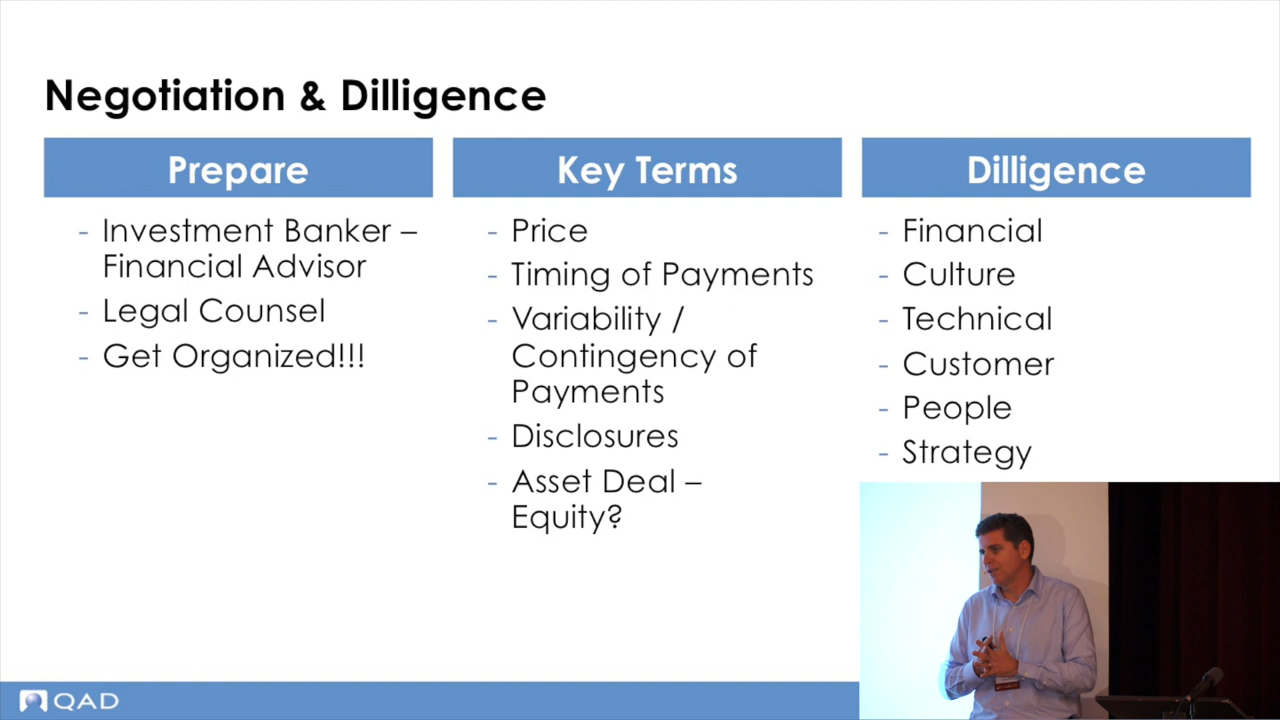 Negotiation & Dilligence
Prepare
- Investment Banker –
Financial Advisor
- Legal Counsel
- Get Organized!!!
Key Terms
- Price
- Timing of Payments
- Variability /
Contingency of
Payments
- Disclosures
- Asset Deal –
Equity?
Dilligence
- Financial
- Culture
- Technical
- Customer
- People
- Strategy
QAD